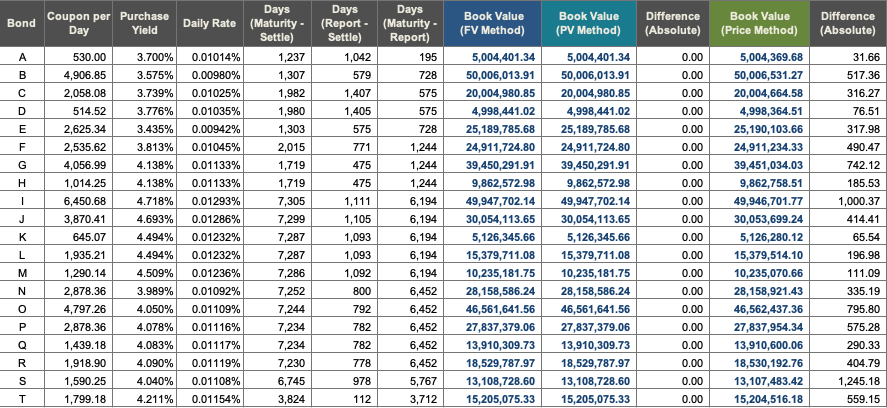 Bond | Coupon per Day | Purchase Yield | Daily Rate | Days (Maturity - Settle) | Days (Report - Settle) | Days (Maturity - Report) | Book Value (FV Method) | Book Value (PV Method) | Difference (Absolute) | Book Value (Price Method) | Difference (Absolute)
A 530.00 3.700% 0.01014% 1,237 1,042 195 5,004,401.34 5,004,401.34 0.00 5,004,369.68 31.66
B 4,906.85 3.575% 0.00980% 1,307 579 728 50,006,013.91 50,006,013.91 0.00 50,006,531.27 517.36
C 2,058.08 3.739% 0.01025% 1,982 1,407 575 20,004,980.85 20,004,980.85 0.00 20,004,664.58 316.27
D 514.52 3.776% 0.01035% 1,980 1,405 575 4,998,441.02 4,998,441.02 0.00 4,998,364.51 76.51
E 2,625.34 3.435% 0.00942% 1,303 575 728 25,189,785.68 25,189,785.68 0.00 25,190,103.66 317.98
F 2,535.62 3.813% 0.01045% 2,015 771 1,244 24,911,724.80 24,911,724.80 0.00 24,911,234.33 490.47
G 4,056.99 4.138% 0.01133% 1,719 475 1,244 39,450,291.91 39,450,291.91 0.00 39,451,034.03 742.12
H 1,014.25 4.138% 0.01133% 1,719 475 1,244 9,862,572.98 9,862,572.98 0.00 9,862,758.51 185.53
I 6,450.68 4.718% 0.01293% 7,305 1,111 6,194 49,947,702.14 49,947,702.14 0.00 49,946,701.77 1,000.37
J 3,870.41 4.693% 0.01286% 7,299 1,105 6,194 30,054,113.65 30,054,113.65 0.00 30,053,699.24 414.41
K 645.07 4.494% 0.01232% 7,287 1,093 6,194 5,126,345.66 5,126,345.66 0.00 5,126,280.12 65.54
L 1,935.21 4.494% 0.01232% 7,287 1,093 6,194 15,379,711.08 15,379,711.08 0.00 15,379,514.10 196.98
M 1,290.14 4.509% 0.01236% 7,286 1,092 6,194 10,235,181.75 10,235,181.75 0.00 10,235,070.66 111.09
N 2,878.36 3.989% 0.01092% 7,252 800 6,452 28,158,586.24 28,158,586.24 0.00 28,158,921.43 335.19
O 4,797.26 4.050% 0.01109% 7,244 792 6,452 46,561,641.56 46,561,641.56 0.00 46,562,437.36 795.80
P 2,878.36 4.078% 0.01116% 7,234 782 6,452 27,837,379.06 27,837,379.06 0.00 27,837,954.34 575.28
Q 1,439.18 4.083% 0.01117% 7,234 782 6,452 13,910,309.73 13,910,309.73 0.00 13,910,600.06 290.33
R 1,918.90 4.090% 0.01119% 7,230 778 6,452 18,529,787.97 18,529,787.97 0.00 18,530,192.76 404.79
S 1,590.25 4.040% 0.01108% 6,745 978 5,767 13,108,728.60 13,108,728.60 0.00 13,107,483.42 1,245.18
T 1,799.18 4.211% 0.01154% 3,824 112 3,712 15,205,075.33 15,205,075.33 0.00 15,204,516.18 559.15